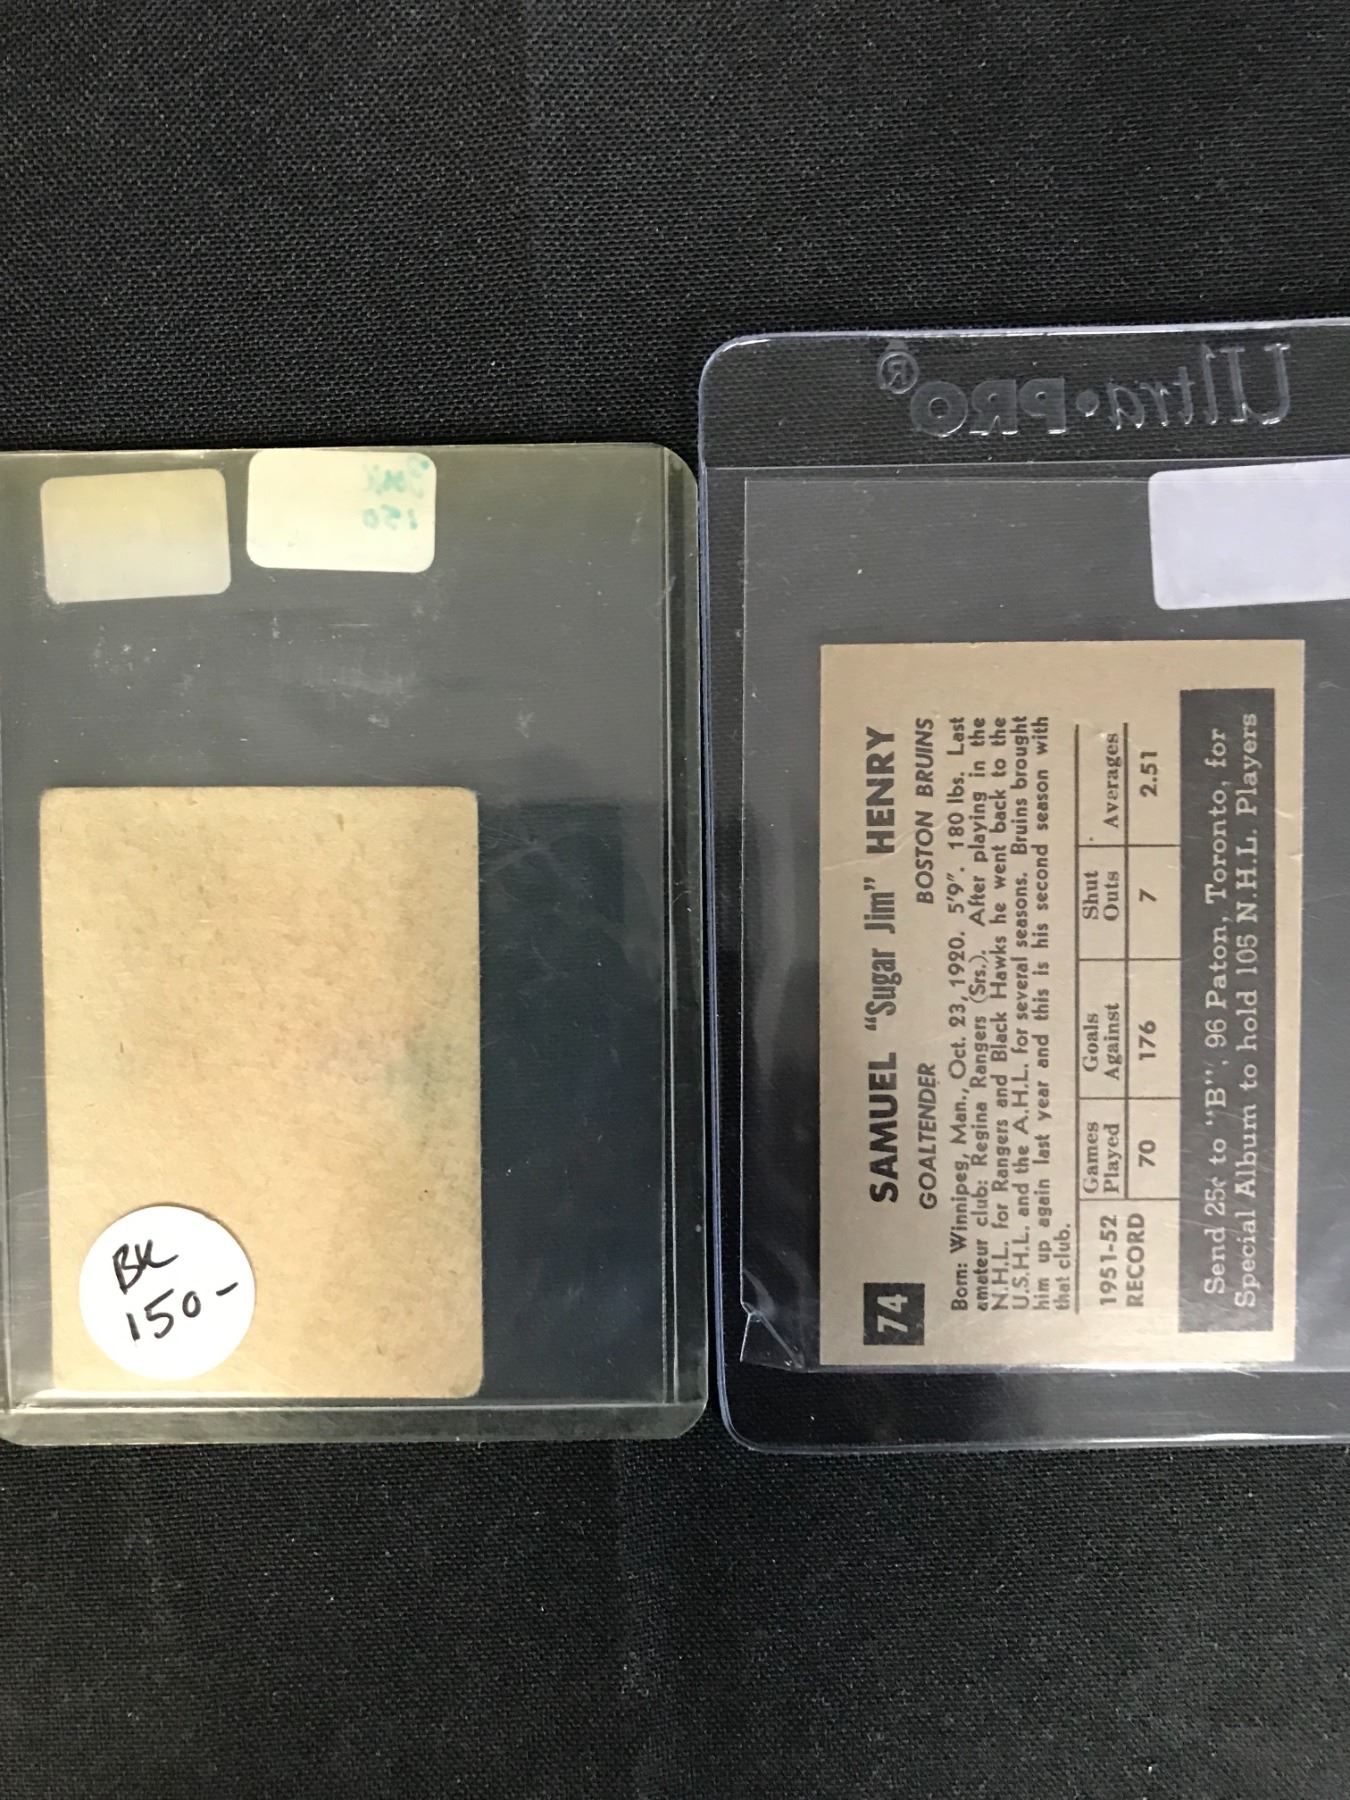 Ultra•PRO®
Book
150
BK
150-
74
SAMUEL "Sugar Jim" HENRY
GOALTENDER BOSTON BRUINS
Born: Winnipeg, Man., Oct. 23, 1920. 5'9". 180 lbs. Last
amateur club: Regina Rangers (Srs.). After playing in the
N.H.L. for Rangers and Black Hawks he went back to the
U.S.H.L. and the A.H.L. for several seasons. Bruins brought
him up again last year and this is his second season with
that club.
1951-52 RECORD
Games Played Goals Against Shut Outs Averages
70 176 7 2.51
Send 25¢ to "B", 96 Paton, Toronto, for
Special Album to hold 105 N.H.L. Players